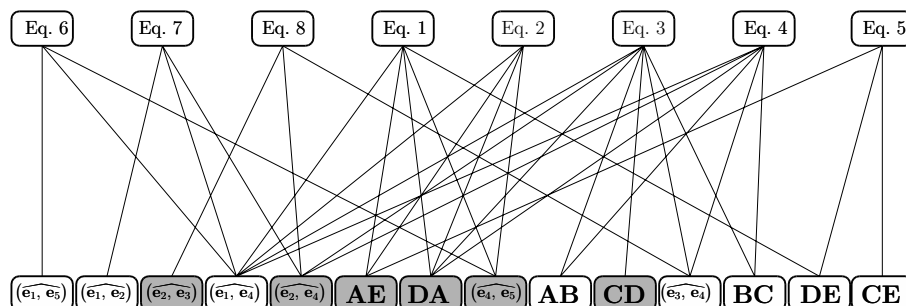 Eq. 6 Eq. 7 Eq. 8 Eq. 1 Eq. 2 Eq. 3 Eq. 4 Eq. 5
(e₁, e₅) (e₁, e₂) (e₂, e₃) (e₁, e₄) (e₂, e₄) AE DA (e₄, e₅) AB CD (e₃, e₄) BC DE CE